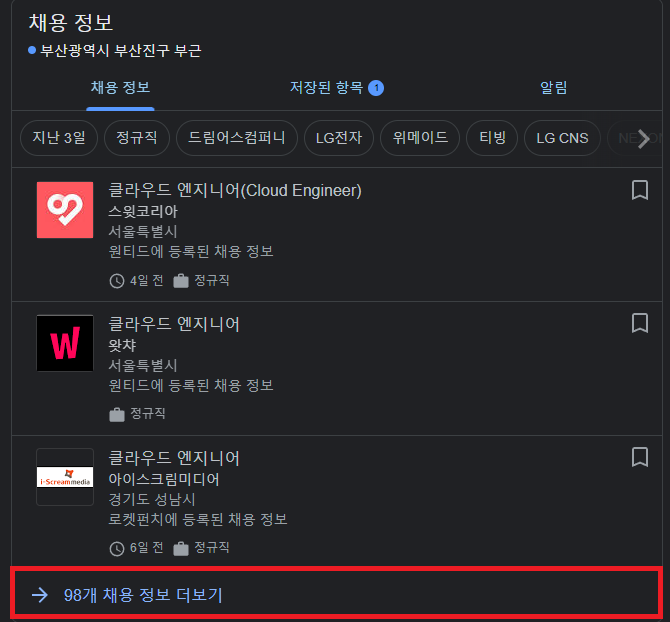 채용 정보
부산광역시 부산진구 부근
채용 정보 저장된 항목 1 알림
지난 3일 정규직 드림어스컴퍼니 LG전자 위메이드 티빙 LG CNS
클라우드 엔지니어(Cloud Engineer)
스윗코리아
서울특별시
원티드에 등록된 채용 정보
4일 전 정규직
W
클라우드 엔지니어
왓챠
서울특별시
원티드에 등록된 채용 정보
정규직
i-Screammedia
클라우드 엔지니어
아이스크림미디어
경기도 성남시
로켓펀치에 등록된 채용 정보
6일 전 정규직
98개 채용 정보 더보기